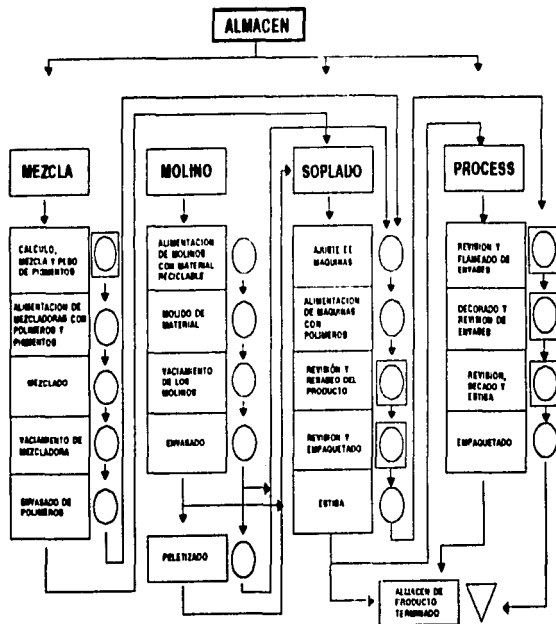 ALMACEN
MEZCLA
CALCULO,
MEZCLA Y PESO DE
PIGMENTOS
ALIMENTACION DE
MEZCLADORAS CON
POLIMEROS Y
PIGMENTOS
MEZCLADO
VACIAMIENTO DE
MEZCLADORA
ENVASADO DE
POLIMEROS
MOLINO
ALIMENTACION
DE MOLINOS
CON MATERIAL
RECICLABLE
MOLIDO DE
MATERIAL
VACIAMIENTO
DE LOS
MOLINOS
ENVASADO
PELETIZADO
SOPLADO
AJUSTE DE
MAQUINAS
ALIMENTACION
DE MAQUINAS
CON
POLIMEROS
REVISIÓN Y
REBABEO DEL
PRODUCTO
REVISION Y
EMPAQUETADO
ESTIBA
PROCESS
REVISION Y
FLAMEADO DE
ENVASES
DECORADO Y
REVISION DE
ENVASES
REVISION,
SECADO Y
ESTIBA
EMPAQUETADO
ALMACEN DE
PRODUCTO
TERMINADO